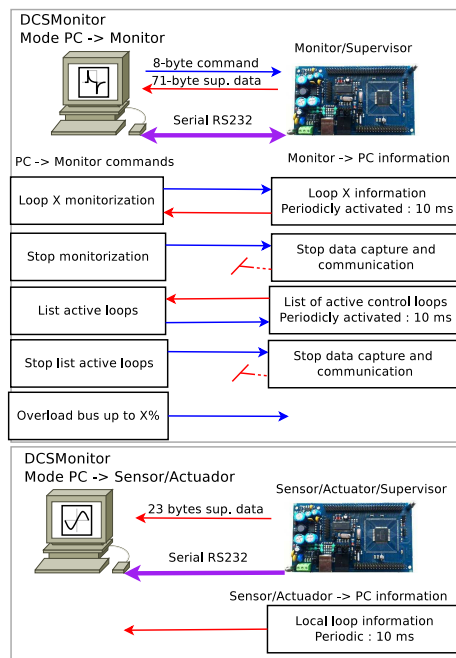 DCSMonitor
Mode PC -> Monitor
8-byte command
Monitor/Supervisor
71-byte sup. data
Serial RS232
PC -> Monitor commands
Monitor -> PC information
Loop X monitorization
Loop X information
Periodicly activated : 10 ms
Stop monitorization
Stop data capture and
communication
List active loops
List of active control loops
Periodicly activated : 10 ms
Stop list active loops
Stop data capture and
communication
Overload bus up to X%
DCSMonitor
Mode PC -> Sensor/Actuador
23 bytes sup. data
Sensor/Actuator/Supervisor
Serial RS232
Sensor/Actuador -> PC information
Local loop information
Periodic : 10 ms